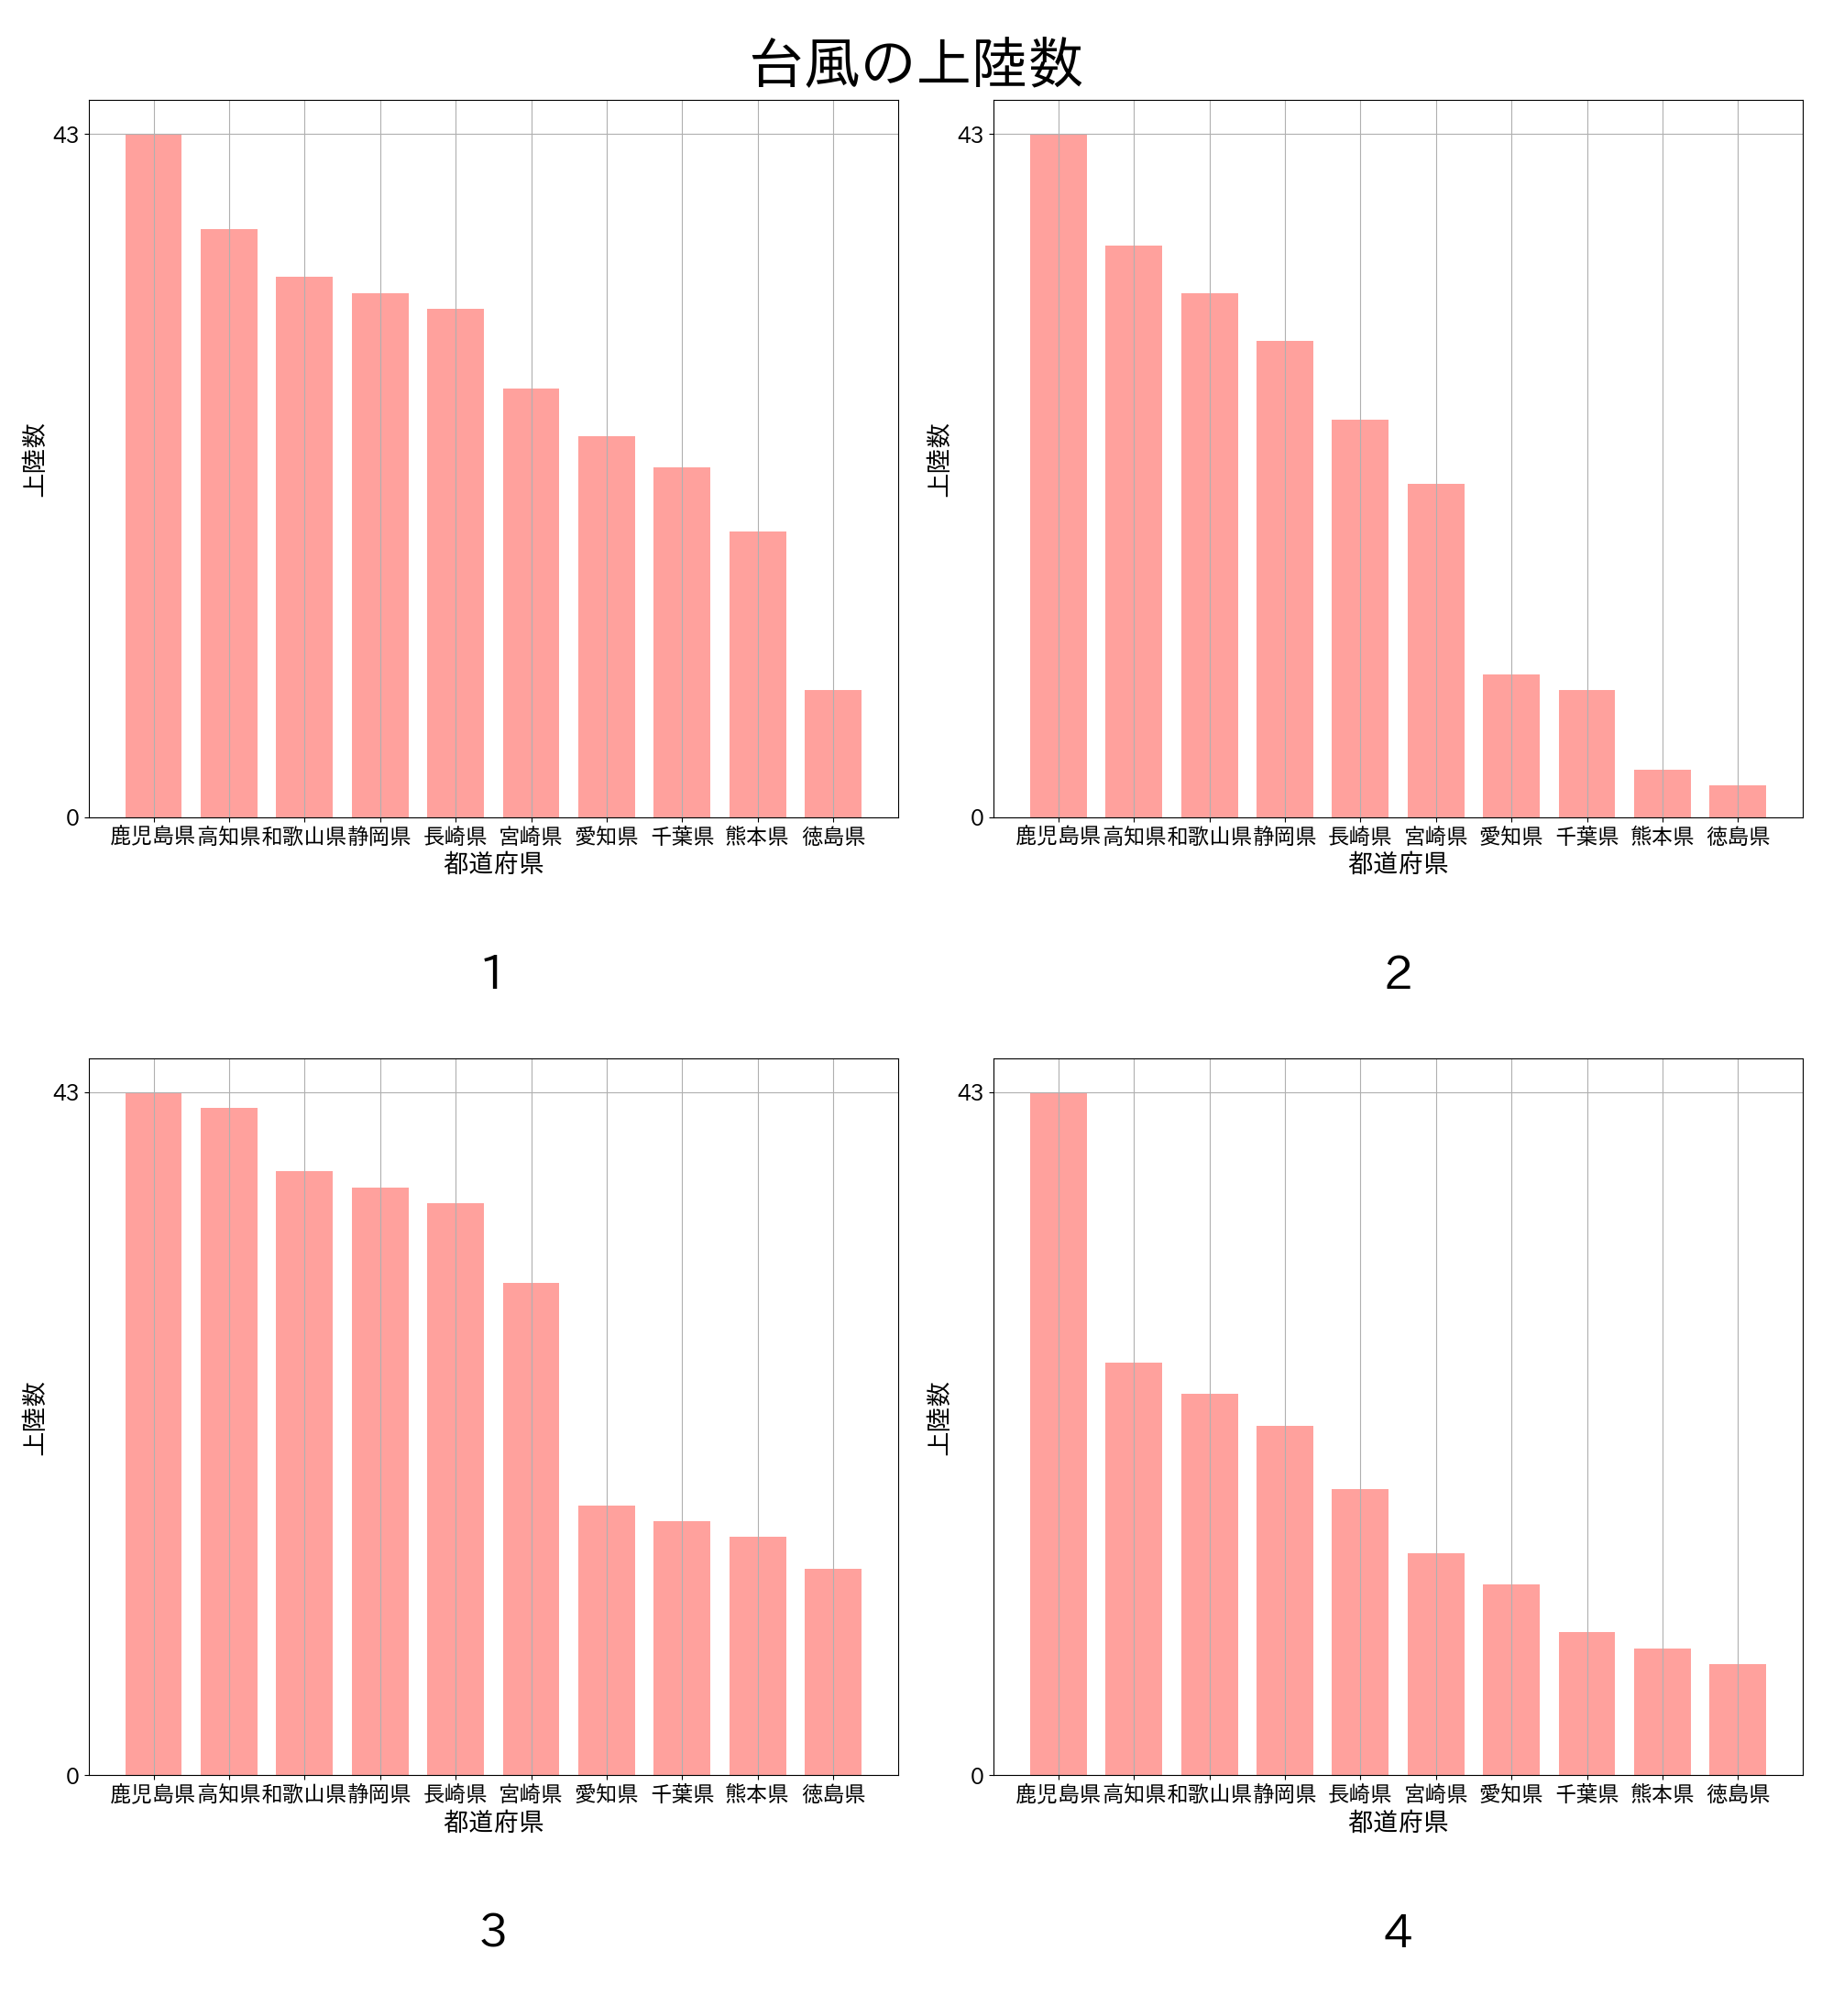 台風の上陸数
43
0
上陸数
鹿児島県 高知県 和歌山県 静岡県 長崎県 宮崎県 愛知県 千葉県 熊本県 徳島県
都道府県
1
43
0
上陸数
鹿児島県 高知県 和歌山県 静岡県 長崎県 宮崎県 愛知県 千葉県 熊本県 徳島県
都道府県
2
43
0
上陸数
鹿児島県 高知県 和歌山県 静岡県 長崎県 宮崎県 愛知県 千葉県 熊本県 徳島県
都道府県
3
43
0
上陸数
鹿児島県 高知県 和歌山県 静岡県 長崎県 宮崎県 愛知県 千葉県 熊本県 徳島県
都道府県
4